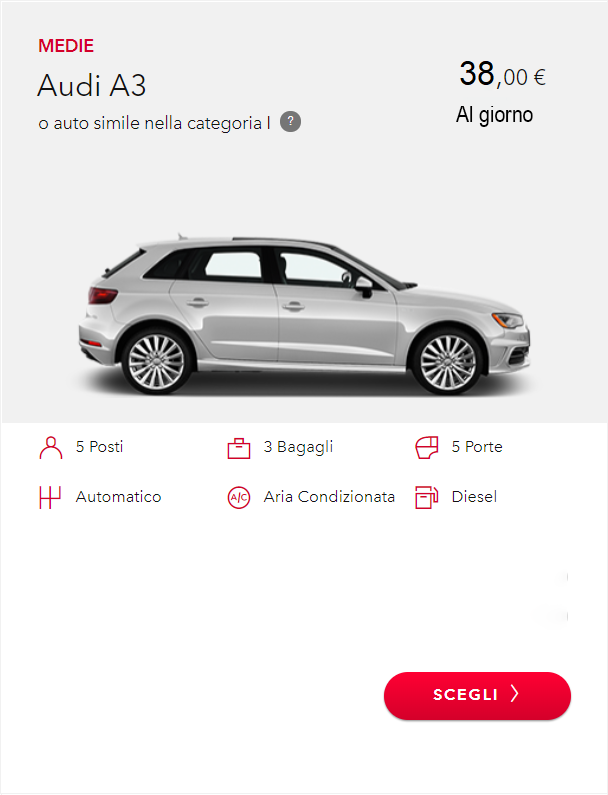 MEDIE
Audi A3
38,00 €
o auto simile nella categoria I ?
Al giorno
5 Posti
3 Bagagli
5 Porte
Automatico
A/C Aria Condizionata
Diesel
SCEGLI